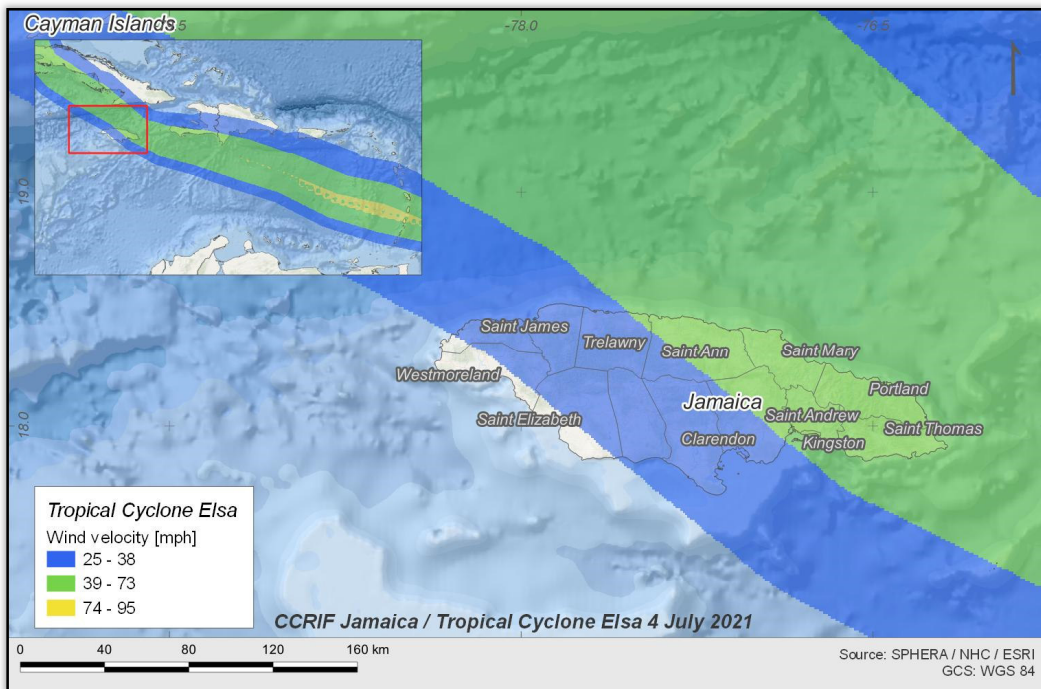 Cayman Islands
-78.0
-76.5
19.0
18.0
Saint James
Trelawny
Saint Ann
Saint Mary
Westmoreland
Portland
Jamaica
Saint Elizabeth
Saint Andrew
Clarendon
Kingston
Saint Thomas
Tropical Cyclone Elsa
Wind velocity [mph]
25 - 38
39 - 73
74 - 95
CCRIF Jamaica / Tropical Cyclone Elsa 4 July 2021
0 40 80 120 160 km
Source: SPHERA / NHC / ESRI
GCS: WGS 84